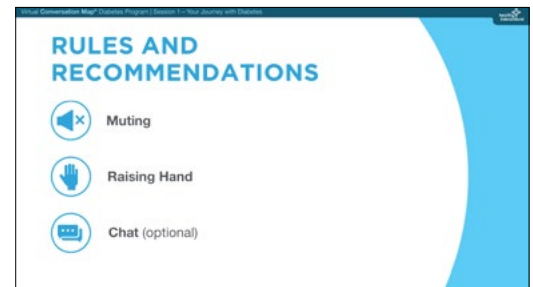 Virtual Conversation Map® Diabetes Program | Session 1 – Your Journey with Diabetes
RULES AND
RECOMMENDATIONS
Muting
Raising Hand
Chat (optional)